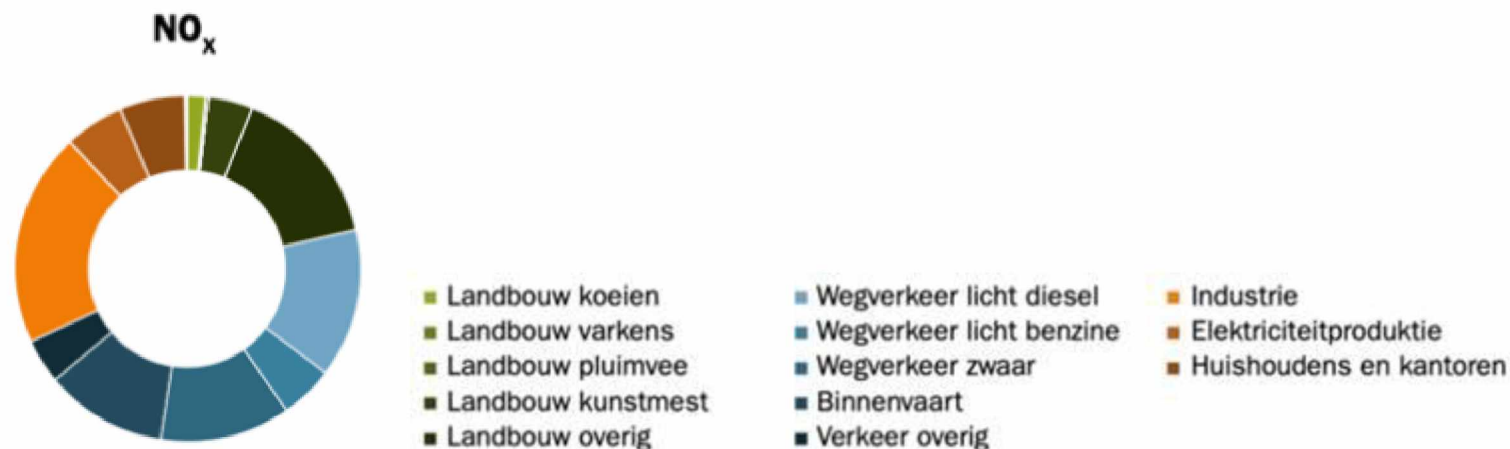 NOx
Landbouw koeien
Landbouw varkens
Landbouw pluimvee
Landbouw kunstmest
Landbouw overig
Wegverkeer licht diesel
Wegverkeer licht benzine
Wegverkeer zwaar
Binnenvaart
Verkeer overig
Industrie
Elektriciteitproduktie
Huishoudens en kantoren